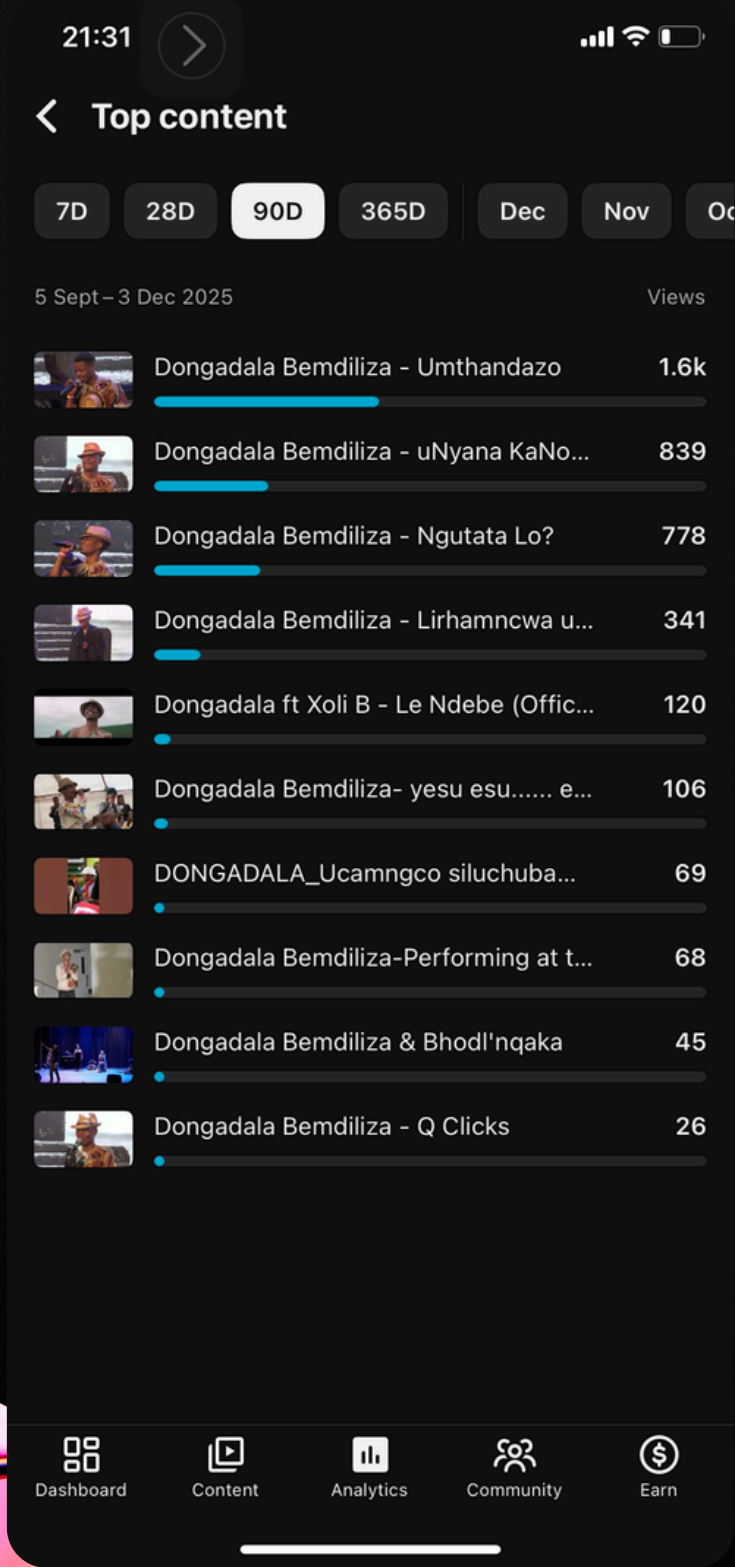 21:31
Top content
7D 28D 90D 365D Dec Nov Oc
5 Sept – 3 Dec 2025 Views
Dongadala Bemdiliza - Umthandazo 1.6k
Dongadala Bemdiliza - uNyana KaNo... 839
Dongadala Bemdiliza - Ngutata Lo? 778
Dongadala Bemdiliza - Lirhamncwa u... 341
Dongadala ft Xoli B - Le Ndebe (Offic... 120
Dongadala Bemdiliza- yesu esu...... e... 106
DONGADALA_Ucamngco siluchuba... 69
Dongadala Bemdiliza-Performing at t... 68
Dongadala Bemdiliza & Bhodl'nqaka 45
Dongadala Bemdiliza - Q Clicks 26
Dashboard Content Analytics Community Earn